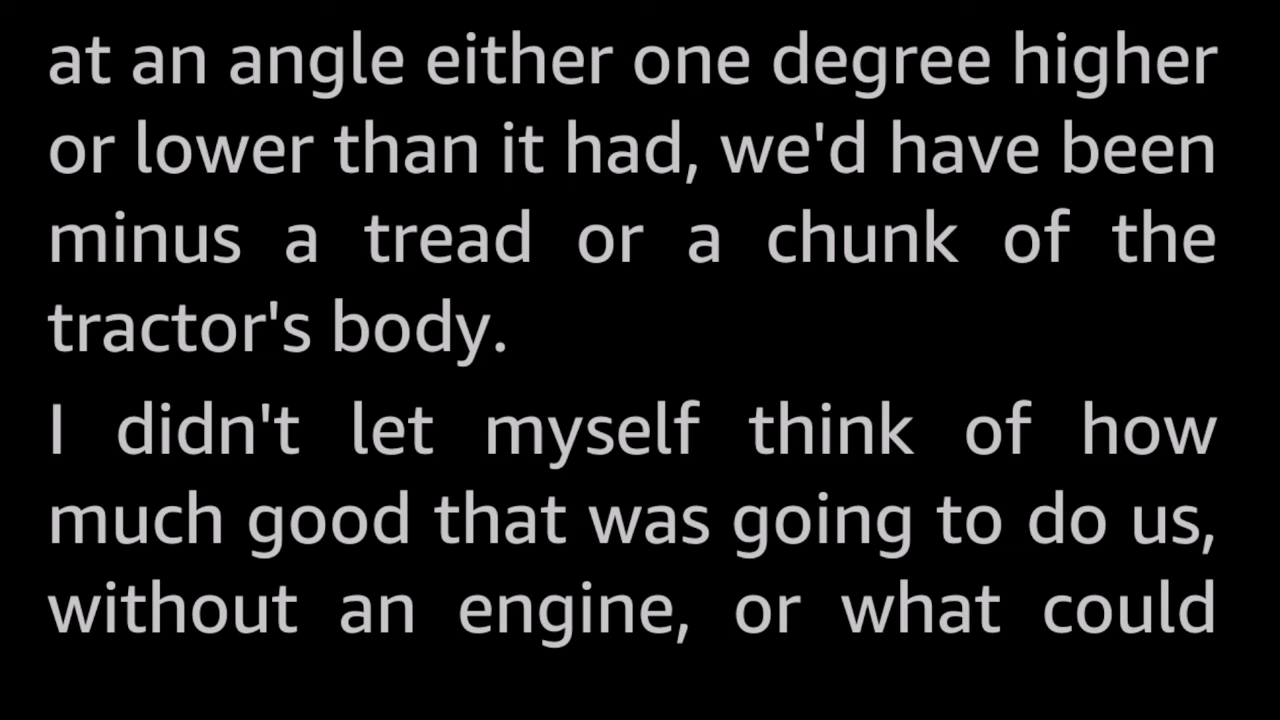 at an angle either one degree higher
or lower than it had, we'd have been
minus a tread or a chunk of the
tractor's body.
I didn't let myself think of how
much good that was going to do us,
without an engine, or what could